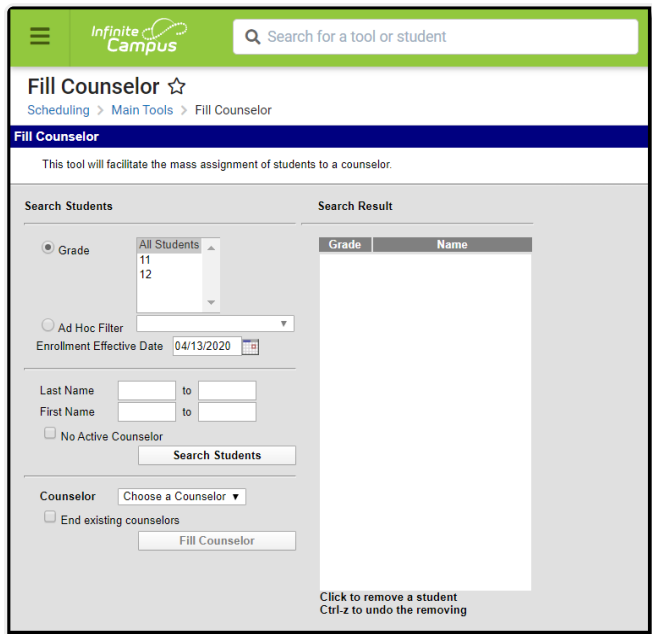 Infinite Campus
Search for a tool or student
Fill Counselor
Scheduling > Main Tools > Fill Counselor
Fill Counselor
This tool will facilitate the mass assignment of students to a counselor.
Search Students
Grade
All Students
11
12
Ad Hoc Filter
Enrollment Effective Date 04/13/2020
Last Name to
First Name to
No Active Counselor
Search Students
Counselor Choose a Counselor
End existing counselors
Fill Counselor
Search Result
Grade Name
Click to remove a student
Ctrl-z to undo the removing